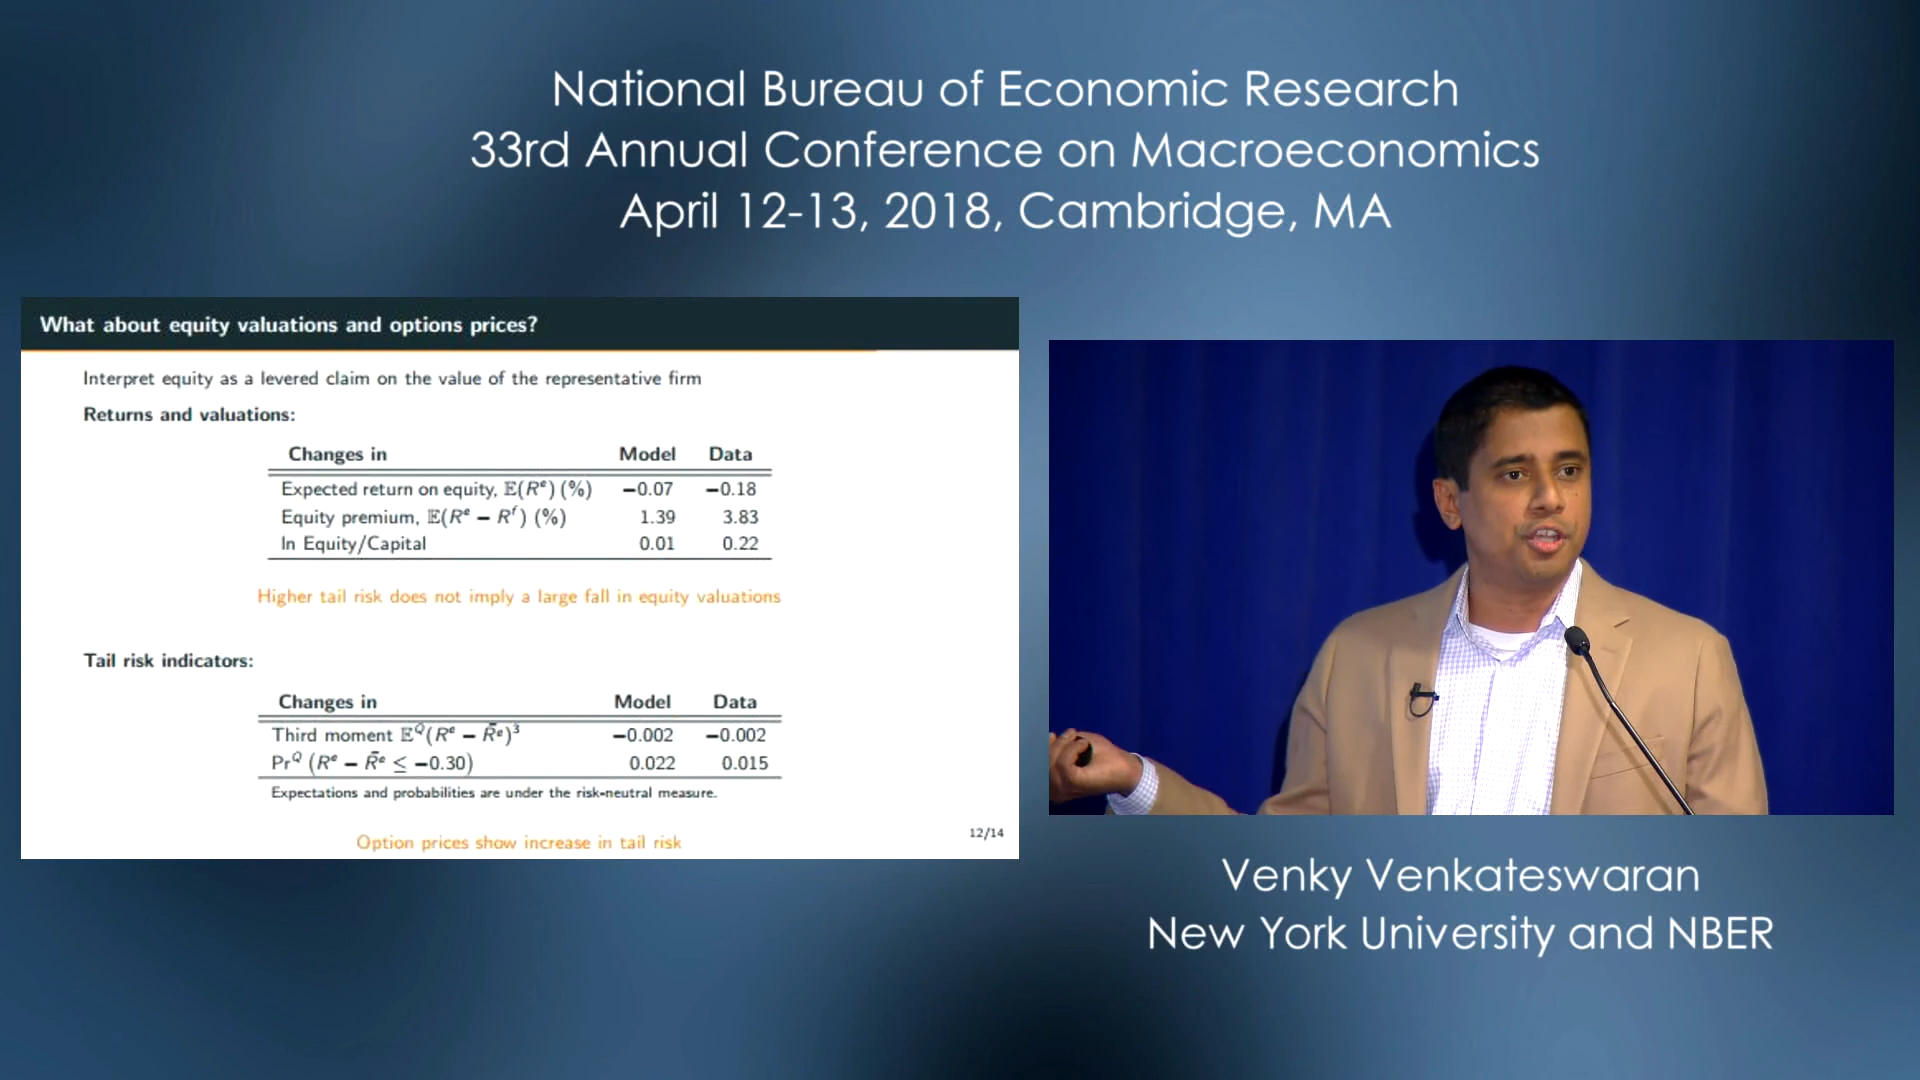 National Bureau of Economic Research
33rd Annual Conference on Macroeconomics
April 12-13, 2018, Cambridge, MA
What about equity valuations and options prices?
Interpret equity as a levered claim on the value of the representative firm
Returns and valuations:
Changes in Model Data
Expected return on equity, 𝔼(Rᵉ) (%) −0.07 −0.18
Equity premium, 𝔼(Rᵉ − Rᶠ) (%) 1.39 3.83
ln Equity/Capital 0.01 0.22
Higher tail risk does not imply a large fall in equity valuations
Tail risk indicators:
Changes in Model Data
Third moment 𝔼^Q(Rᵉ − R̄ᵉ)³ −0.002 −0.002
Pr^Q (Rᵉ − R̄ᵉ ≤ −0.30) 0.022 0.015
Expectations and probabilities are under the risk-neutral measure.
Option prices show increase in tail risk
12/14
Venky Venkateswaran
New York University and NBER